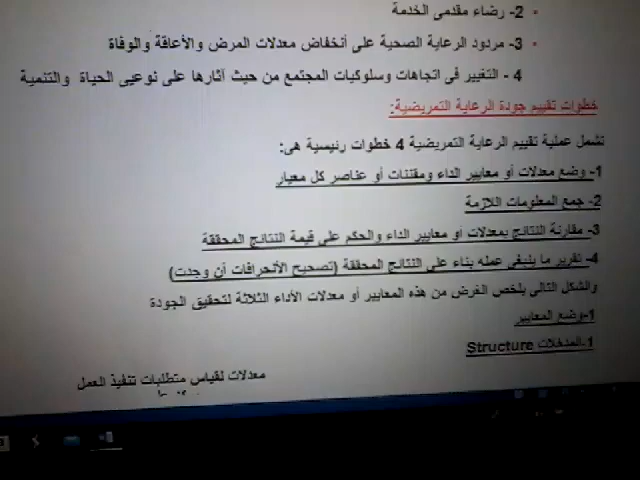 2- رضاء مقدمى الخدمة
3- مردود الرعاية الصحية على أنخفاض معدلات المرض والأعاقة والوفاة
4 - التغيير فى اتجاهات وسلوكيات المجتمع من حيث آثارها على نوعيى الحياة والتنمية
خطوات تقييم جودة الرعاية التمريضية:
تشمل عملية تقييم الرعاية التمريضية 4 خطوات رئيسية هى:
1- وضع معدلات أو معايير الداء ومقتنات أو عناصر كل معيار
2- جمع المعلومات اللازمة
3- مقارنة النتائج بمعدلات او معايير الداء والحكم على قيمة النتائج المحققة
4- تقرير ما ينبغى عمله بناء على النتائج المحققة (تصحيح الأنحرافات أن وجدت)
والشكل التالى يلخص الغرض من هذه المعايير أو معدلات الأداء الثلاثة لتحقيق الجودة
1-وضع المعايير
1-المدخلات Structure
معدلات لقياس متطلبات تنفيذ العمل